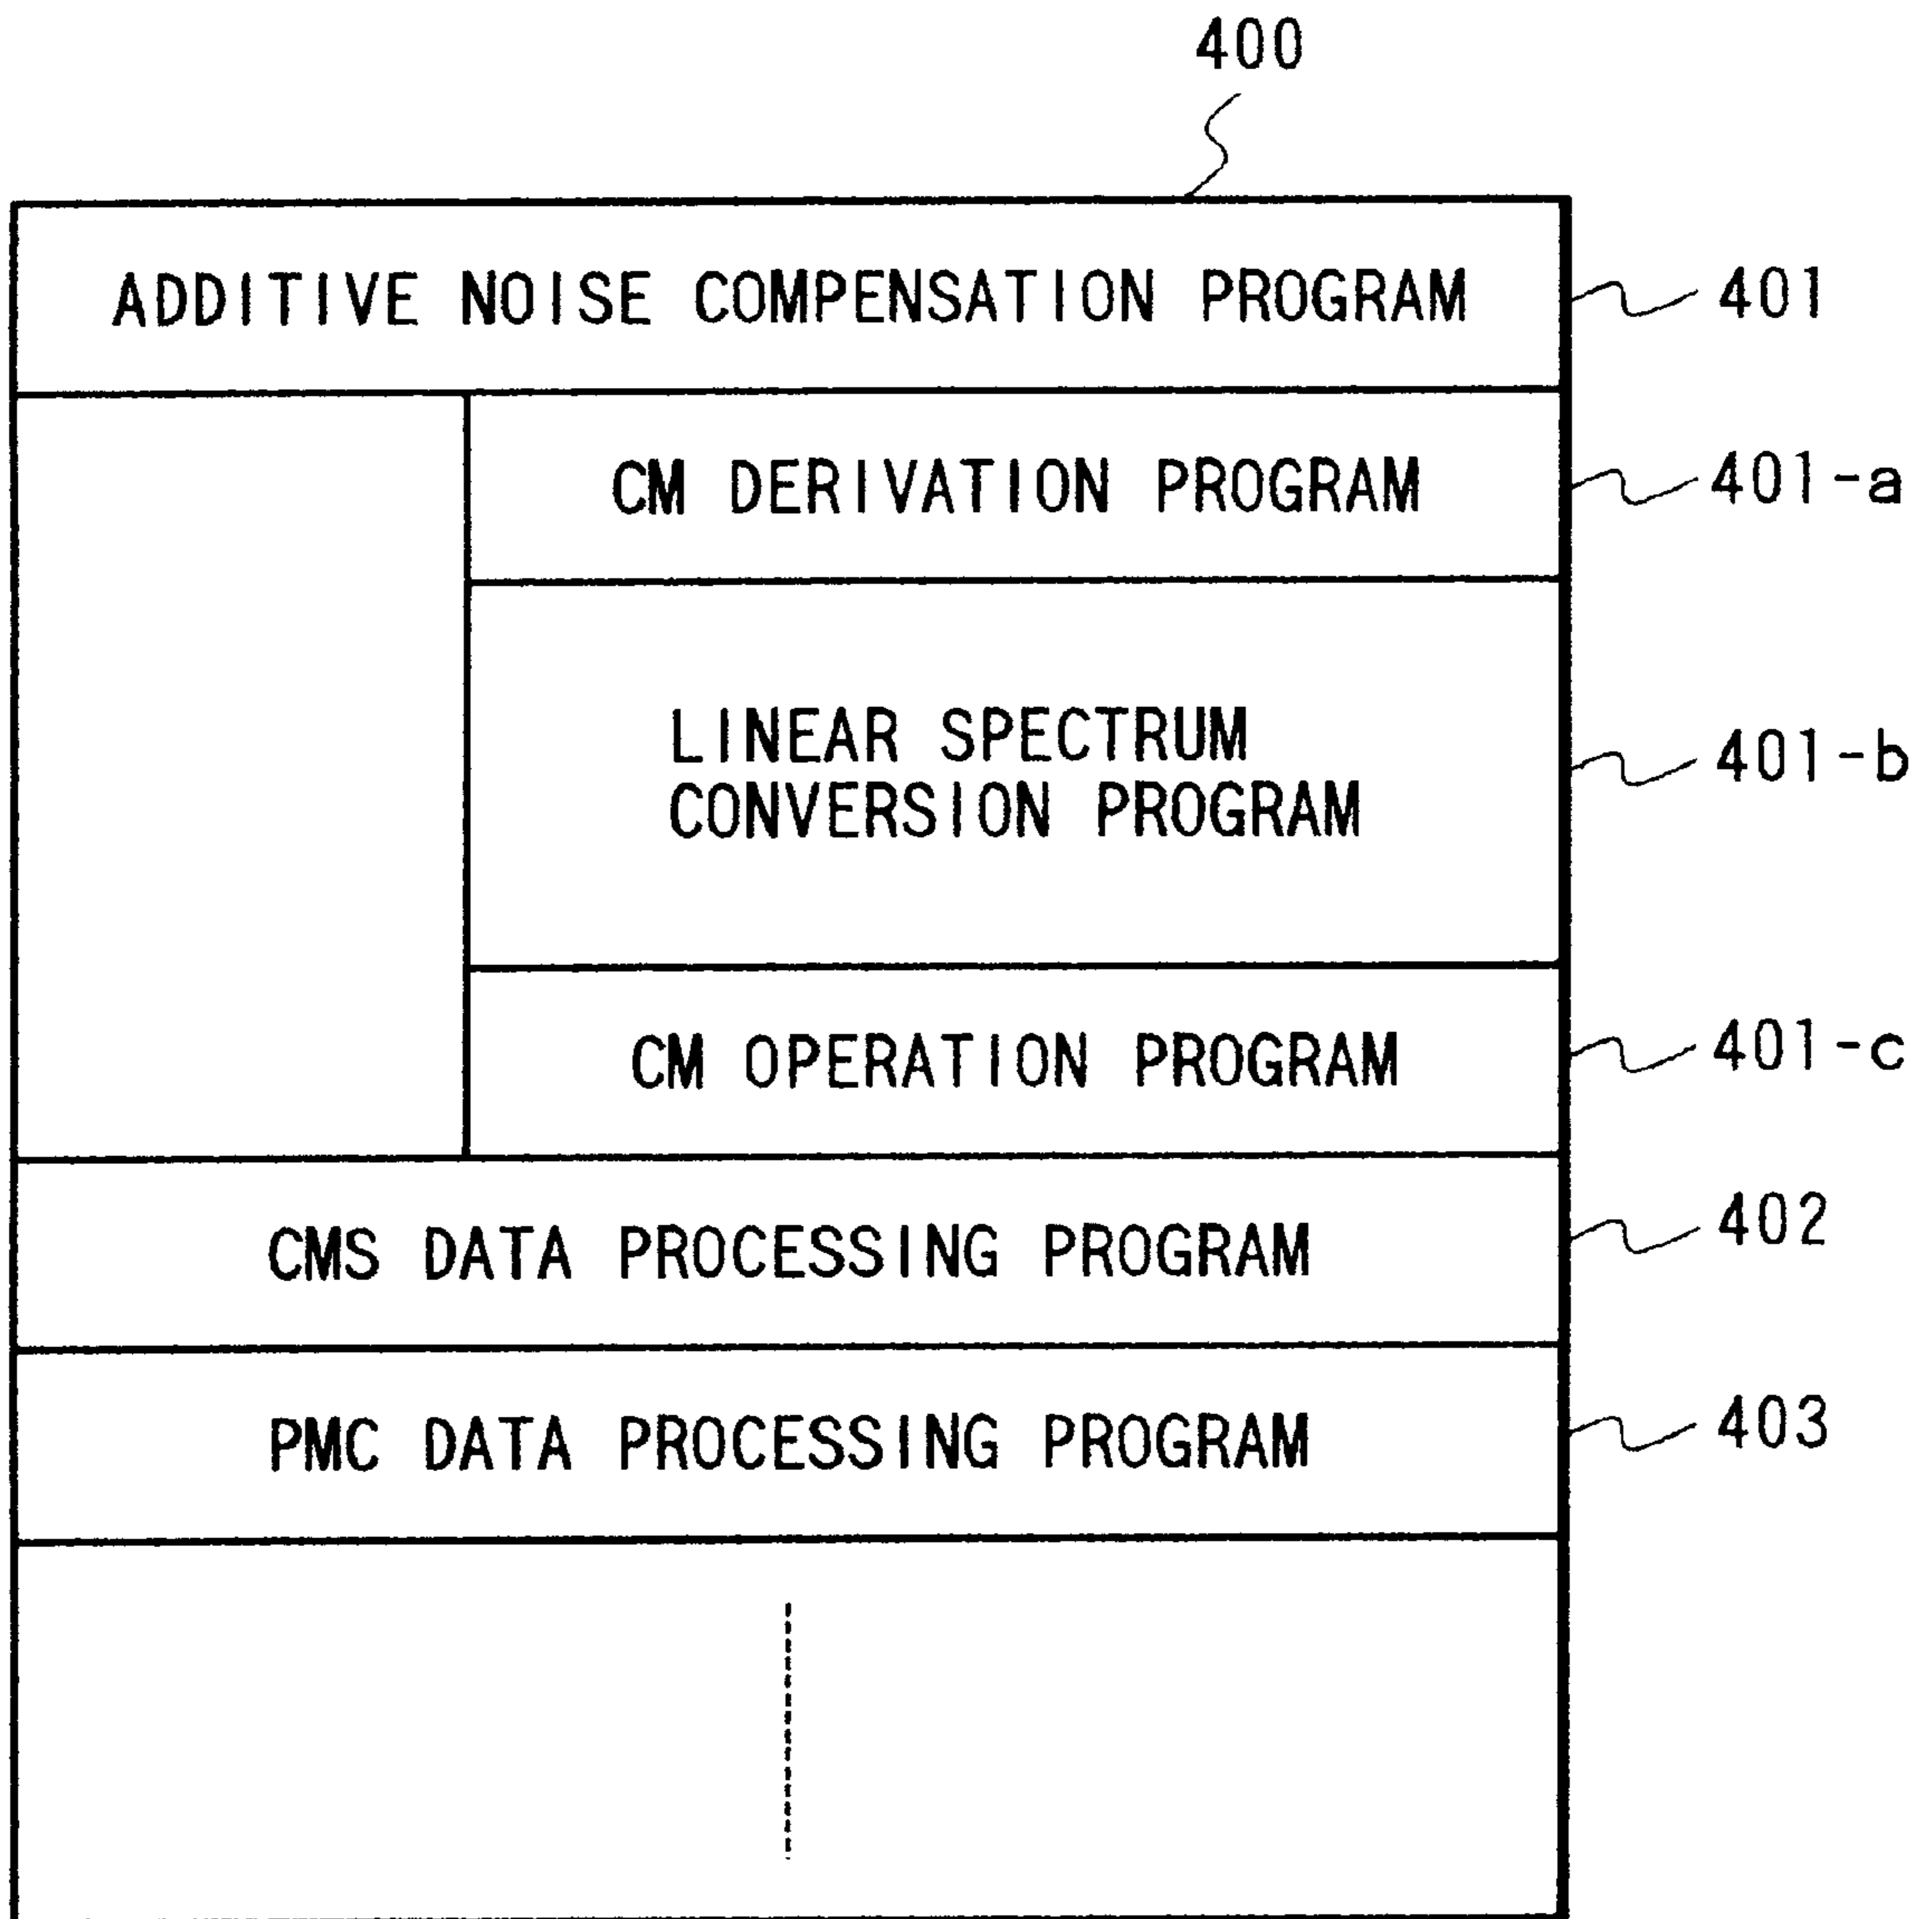 400
ADDITIVE NOISE COMPENSATION PROGRAM 401
CM DERIVATION PROGRAM 401-a
LINEAR SPECTRUM
CONVERSION PROGRAM 401-b
CM OPERATION PROGRAM 401-c
CMS DATA PROCESSING PROGRAM 402
PMC DATA PROCESSING PROGRAM 403